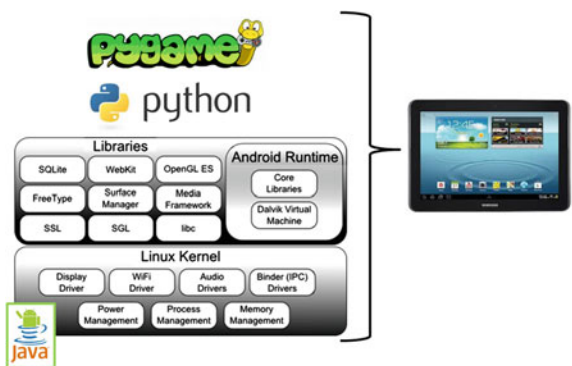 pygame
python
Libraries
SQLite
WebKit
OpenGL ES
FreeType
Surface
Manager
Media
Framework
SSL
SGL
libc
Android Runtime
Core
Libraries
Dalvik Virtual
Machine
Linux Kernel
Display
Driver
WiFi
Driver
Audio
Drivers
Binder (IPC)
Drivers
Power
Management
Process
Management
Memory
Management
java
SAMSUNG